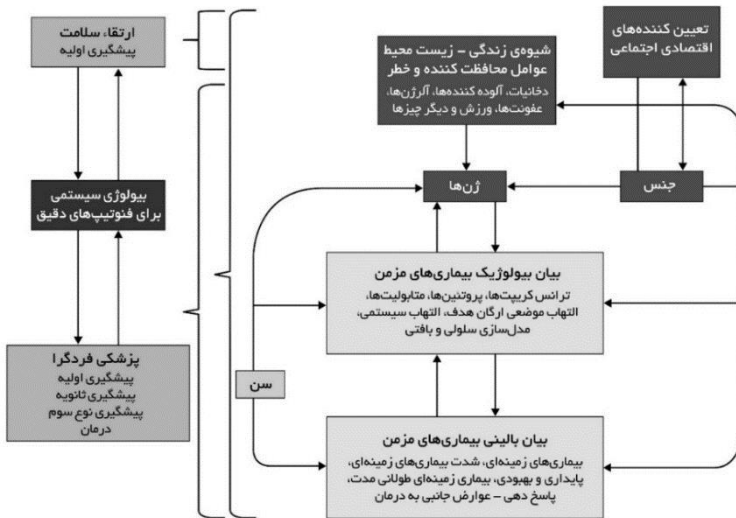 تعیین کننده‌های
اقتصادی اجتماعی
شیوه‌ی زندگی – زیست محیط
عوامل محافظت کننده و خطر
دخانیات، آلوده کننده‌ها، آلرژن‌ها،
عفونت‌ها، ورزش و دیگر چیزها
ارتقاء سلامت
پیشگیری اولیه
جنس
ژن‌ها
بیولوژی سیستمی
برای فنوتیپ‌های دقیق
بیان بیولوژیک بیماری‌های مزمن
ترانس کریپت‌ها، پروتئین‌ها، متابولیت‌ها،
التهاب موضعی ارگان هدف، التهاب سیستمی،
مدل‌سازی سلولی و بافتی
سن
پزشکی فردگرا
پیشگیری اولیه
پیشگیری ثانویه
پیشگیری نوع سوم
درمان
بیان بالینی بیماری‌های مزمن
بیماری‌های زمینه‌ای، شدت بیماری‌های زمینه‌ای،
پایداری و بهبودی، بیماری زمینه‌ای طولانی مدت،
پاسخ دهی – عوارض جانبی به درمان